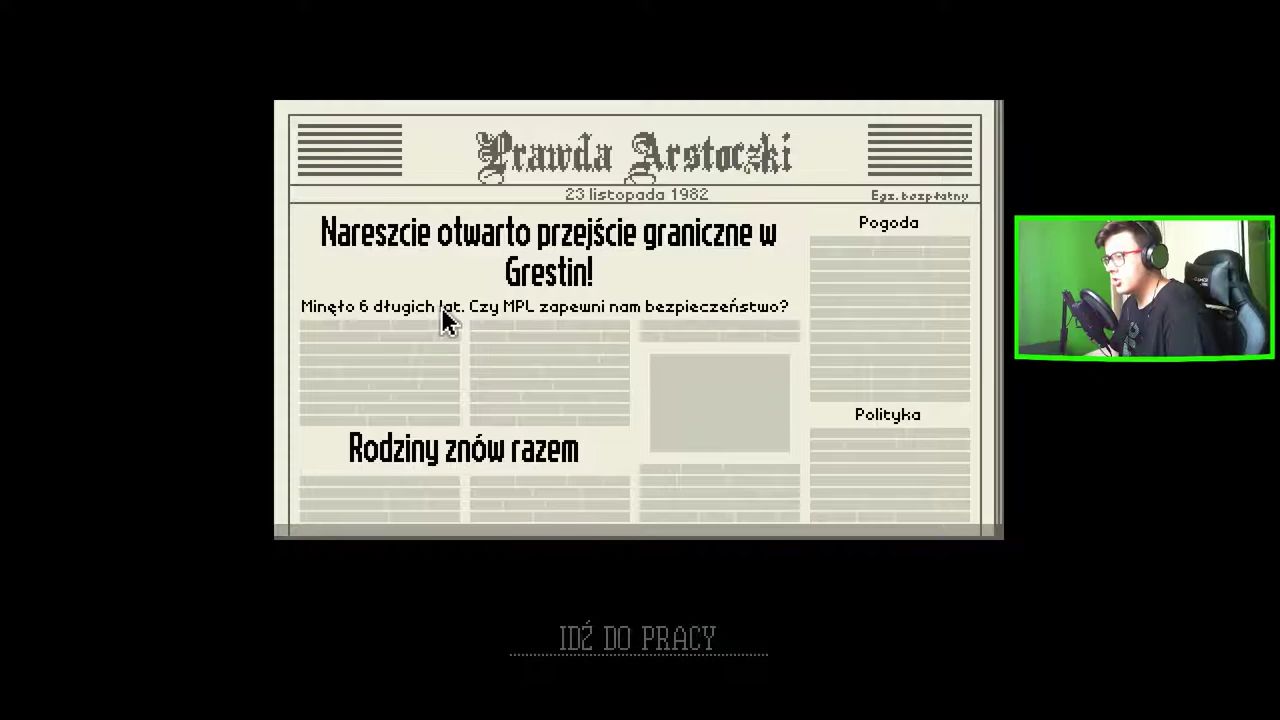 Prawda Arstoczki
23 listopada 1982
Egz. bezpłatny
Nareszcie otwarto przejście graniczne w
Grestin!
Minęło 6 długich lat. Czy MPL zapewni nam bezpieczeństwo?
Rodziny znów razem
Pogoda
Polityka
IDŹ DO PRACY